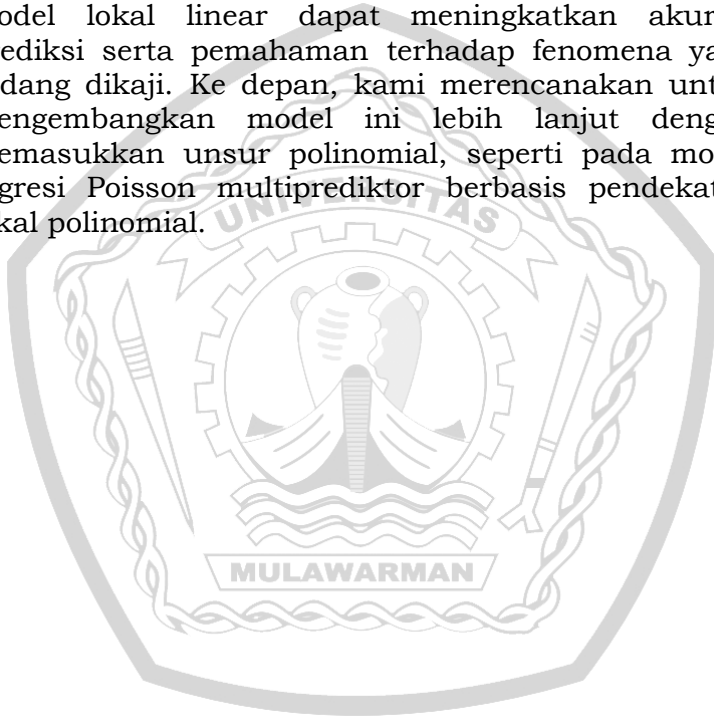 odel lokal linear dapat meningkatkan akur
ediksi serta pemahaman terhadap fenomena ya
dang dikaji. Ke depan, kami merencanakan unt
engembangkan model ini lebih lanjut deng
emasukkan unsur polinomial, seperti pada mo
gresi Poisson multiprediktor berbasis pendekat
kal polinomial.
UNIVERSITAS
MULAWARMAN